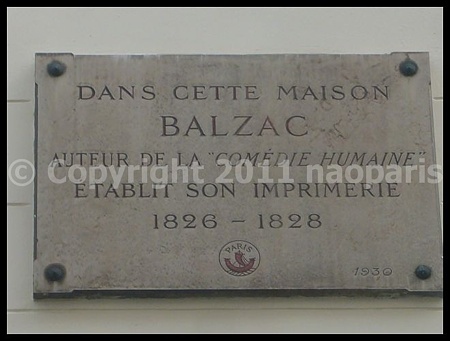 DANS CETTE MAISON
BALZAC
AUTEUR DE LA "COMÉDIE HUMAINE"
© Copyright 2011 naoparis
ÉTABLIT SON IMPRIMERIE
1826 - 1828
PARIS
1930